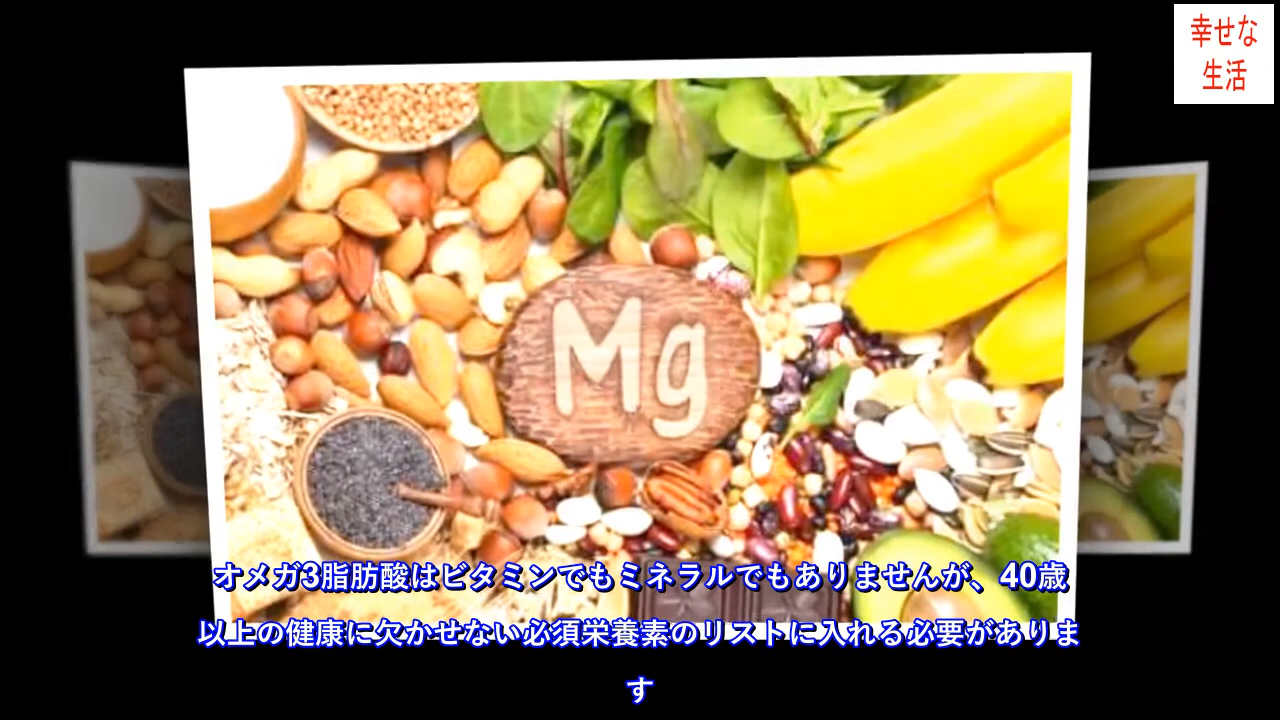 幸せな
生活
Mg
オメガ3脂肪酸はビタミンでもミネラルでもありませんが、40歳
以上の健康に欠かせない必須栄養素のリストに入れる必要がありま
す